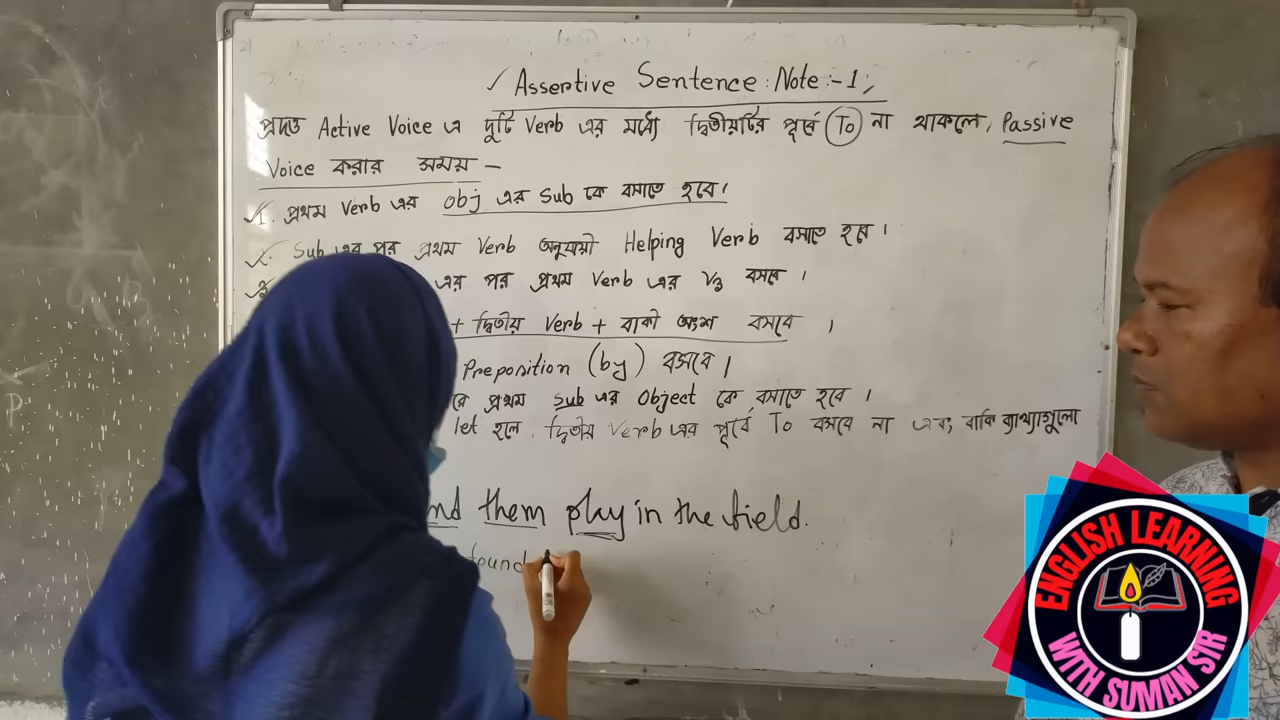 Assertive Sentence: Note:-1,
প্রদত্ত Active Voice এ দুটি Verb এর মধ্যে দ্বিতীয়টির পূর্বে To না থাকলে, Passive
Voice করার সময় -
1. প্রথম Verb এর obj এর Sub কে বসাতে হবে।
২. Sub এর পর প্রথম Verb অনুযায়ী Helping Verb বসাতে হবে।
৩ এর পর প্রথম Verb এর V3 বসবে ।
+ দ্বিতীয় Verb + বাকী অংশ বসবে ।
Preposition (by) বসবে।
প্রথম Sub এর Object কে বসাতে হবে ।
let হলে দ্বিতীয় Verb এর পূর্বে To বসবে না এবং বাকি ব্যাখ্যাগুলো
them play in the field.
found
P
ENGLISH LEARNING
WITH SUMAN SIR